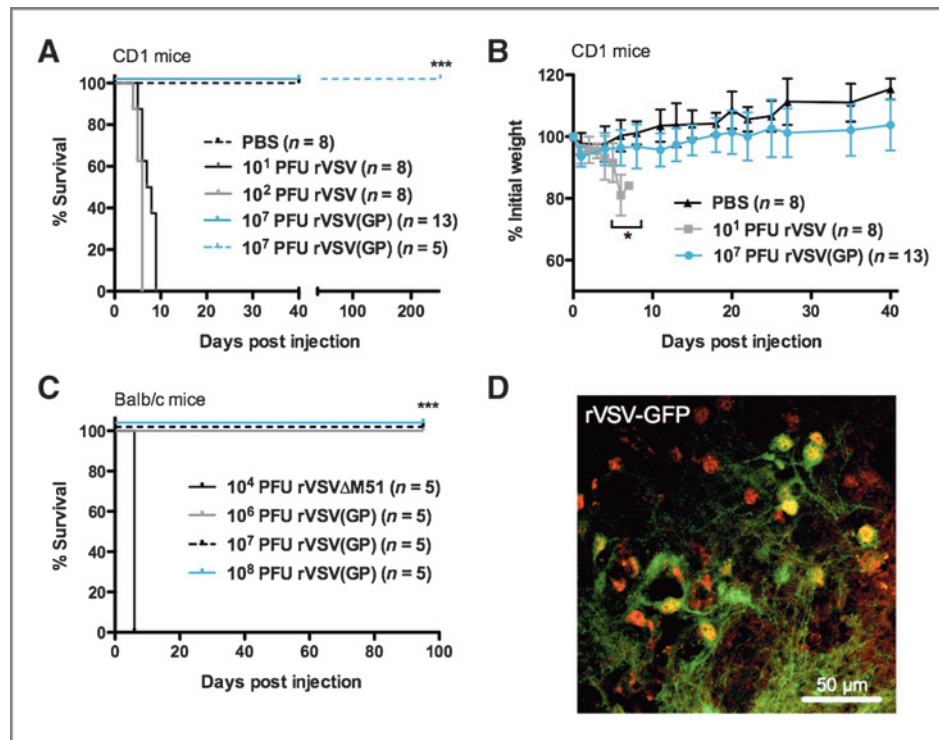 A
CD1 mice
***
100
80
60
40
20
0
% Survival
PBS (n = 8)
10¹ PFU rVSV (n = 8)
10² PFU rVSV (n = 8)
10⁷ PFU rVSV(GP) (n = 13)
10⁷ PFU rVSV(GP) (n = 5)
0 10 20 30 40 100 200
Days post injection
B
CD1 mice
120
100
80
60
% Initial weight
*
PBS (n = 8)
10¹ PFU rVSV (n = 8)
10⁷ PFU rVSV(GP) (n = 13)
0 10 20 30 40
Days post injection
C
Balb/c mice
***
100
80
60
40
20
0
% Survival
10⁴ PFU rVSVΔM51 (n = 5)
10⁶ PFU rVSV(GP) (n = 5)
10⁷ PFU rVSV(GP) (n = 5)
10⁸ PFU rVSV(GP) (n = 5)
0 20 40 60 80 100
Days post injection
D
rVSV-GFP
50 µm